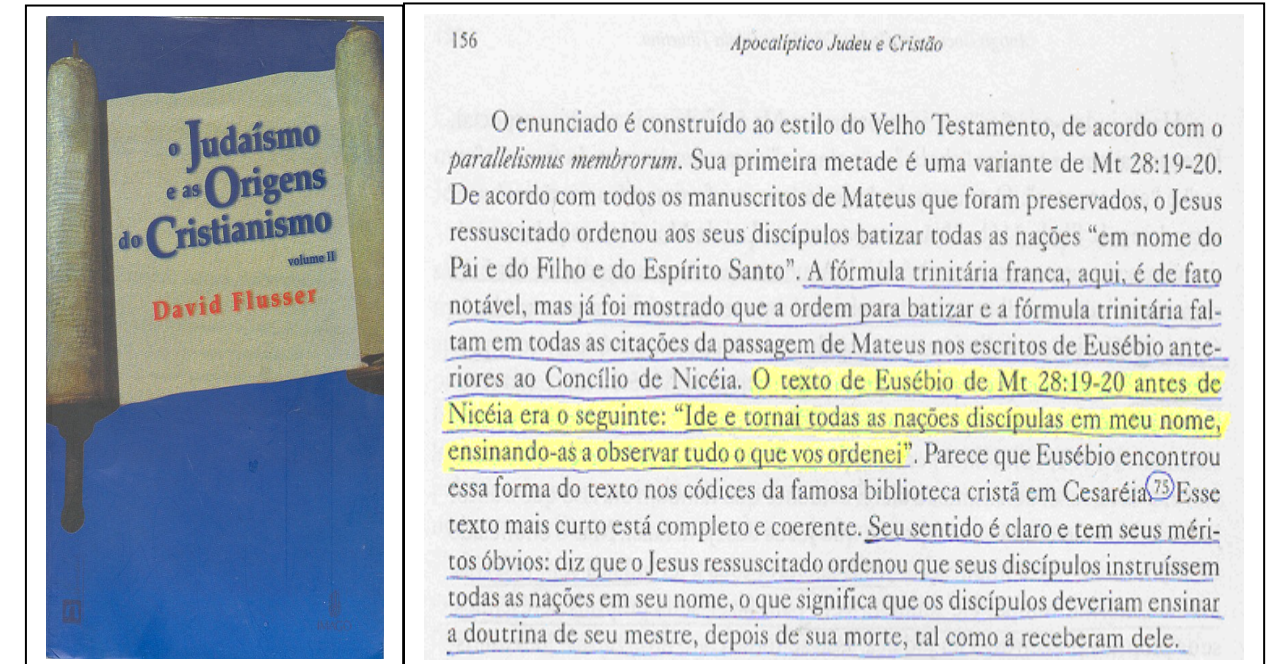 o Judaísmo
e as Origens
do Cristianismo
volume II
David Flusser
156
Apocalíptico Judeu e Cristão
O enunciado é construído ao estilo do Velho Testamento, de acordo com o
parallelismus membrorum. Sua primeira metade é uma variante de Mt 28:19-20.
De acordo com todos os manuscritos de Mateus que foram preservados, o Jesus
ressuscitado ordenou aos seus discípulos batizar todas as nações “em nome do
Pai e do Filho e do Espírito Santo”. A fórmula trinitária franca, aqui, é de fato
notável, mas já foi mostrado que a ordem para batizar e a fórmula trinitária fal-
tam em todas as citações da passagem de Mateus nos escritos de Eusébio ante-
riores ao Concílio de Nicéia. O texto de Eusébio de Mt 28:19-20 antes de
Nicéia era o seguinte: “Ide e tornai todas as nações discípulas em meu nome,
ensinando-as a observar tudo o que vos ordenei”. Parece que Eusébio encontrou
essa forma do texto nos códices da famosa biblioteca cristã em Cesaréia.75 Esse
texto mais curto está completo e coerente. Seu sentido é claro e tem seus méri-
tos óbvios: diz que o Jesus ressuscitado ordenou que seus discípulos instruíssem
todas as nações em seu nome, o que significa que os discípulos deveriam ensinar
a doutrina de seu mestre, depois de sua morte, tal como a receberam dele.